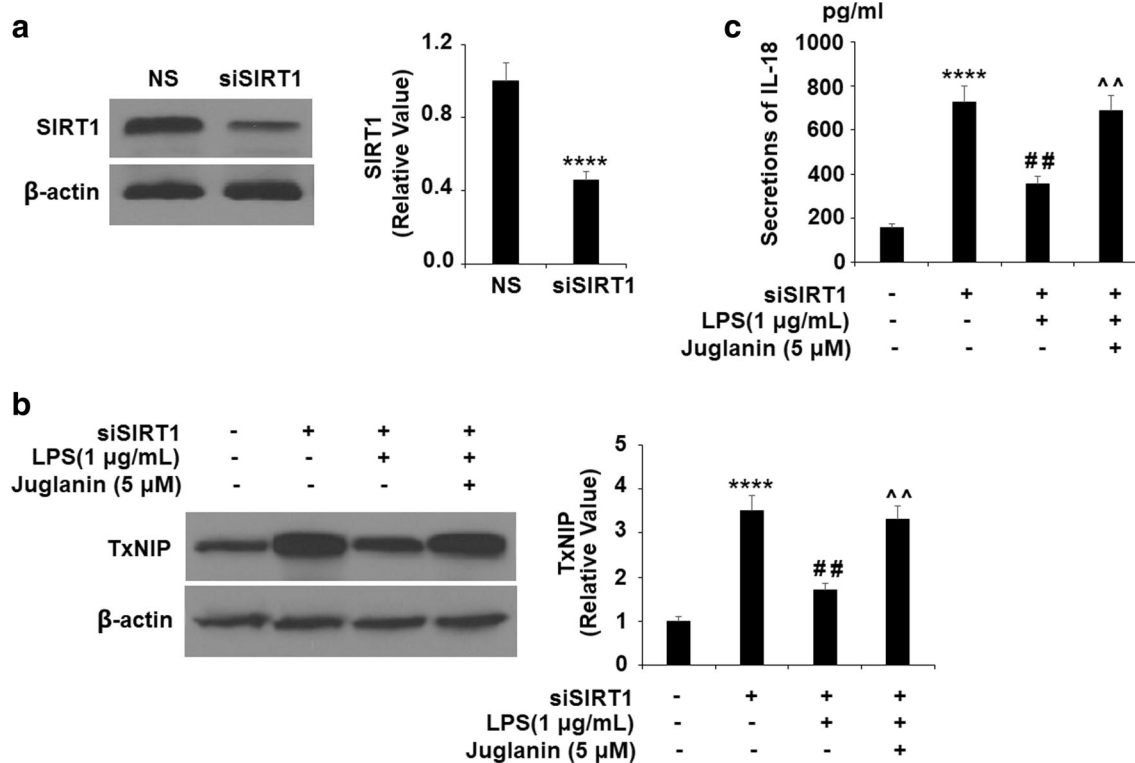 a
NS siSIRT1
SIRT1
β-actin
SIRT1
(Relative Value)
1.2
0.8
0.4
0.0
****
NS siSIRT1
c
pg/ml
Secretions of IL-18
1000
800
600
400
200
0
****
##
^^
siSIRT1 - + + +
LPS(1 µg/mL) - - + +
Juglanin (5 µM) - - - +
b
siSIRT1 - + + +
LPS(1 µg/mL) - - + +
Juglanin (5 µM) - - - +
TxNIP
β-actin
TxNIP
(Relative Value)
5
4
3
2
1
0
****
##
^^
siSIRT1 - + + +
LPS(1 µg/mL) - - + +
Juglanin (5 µM) - - - +